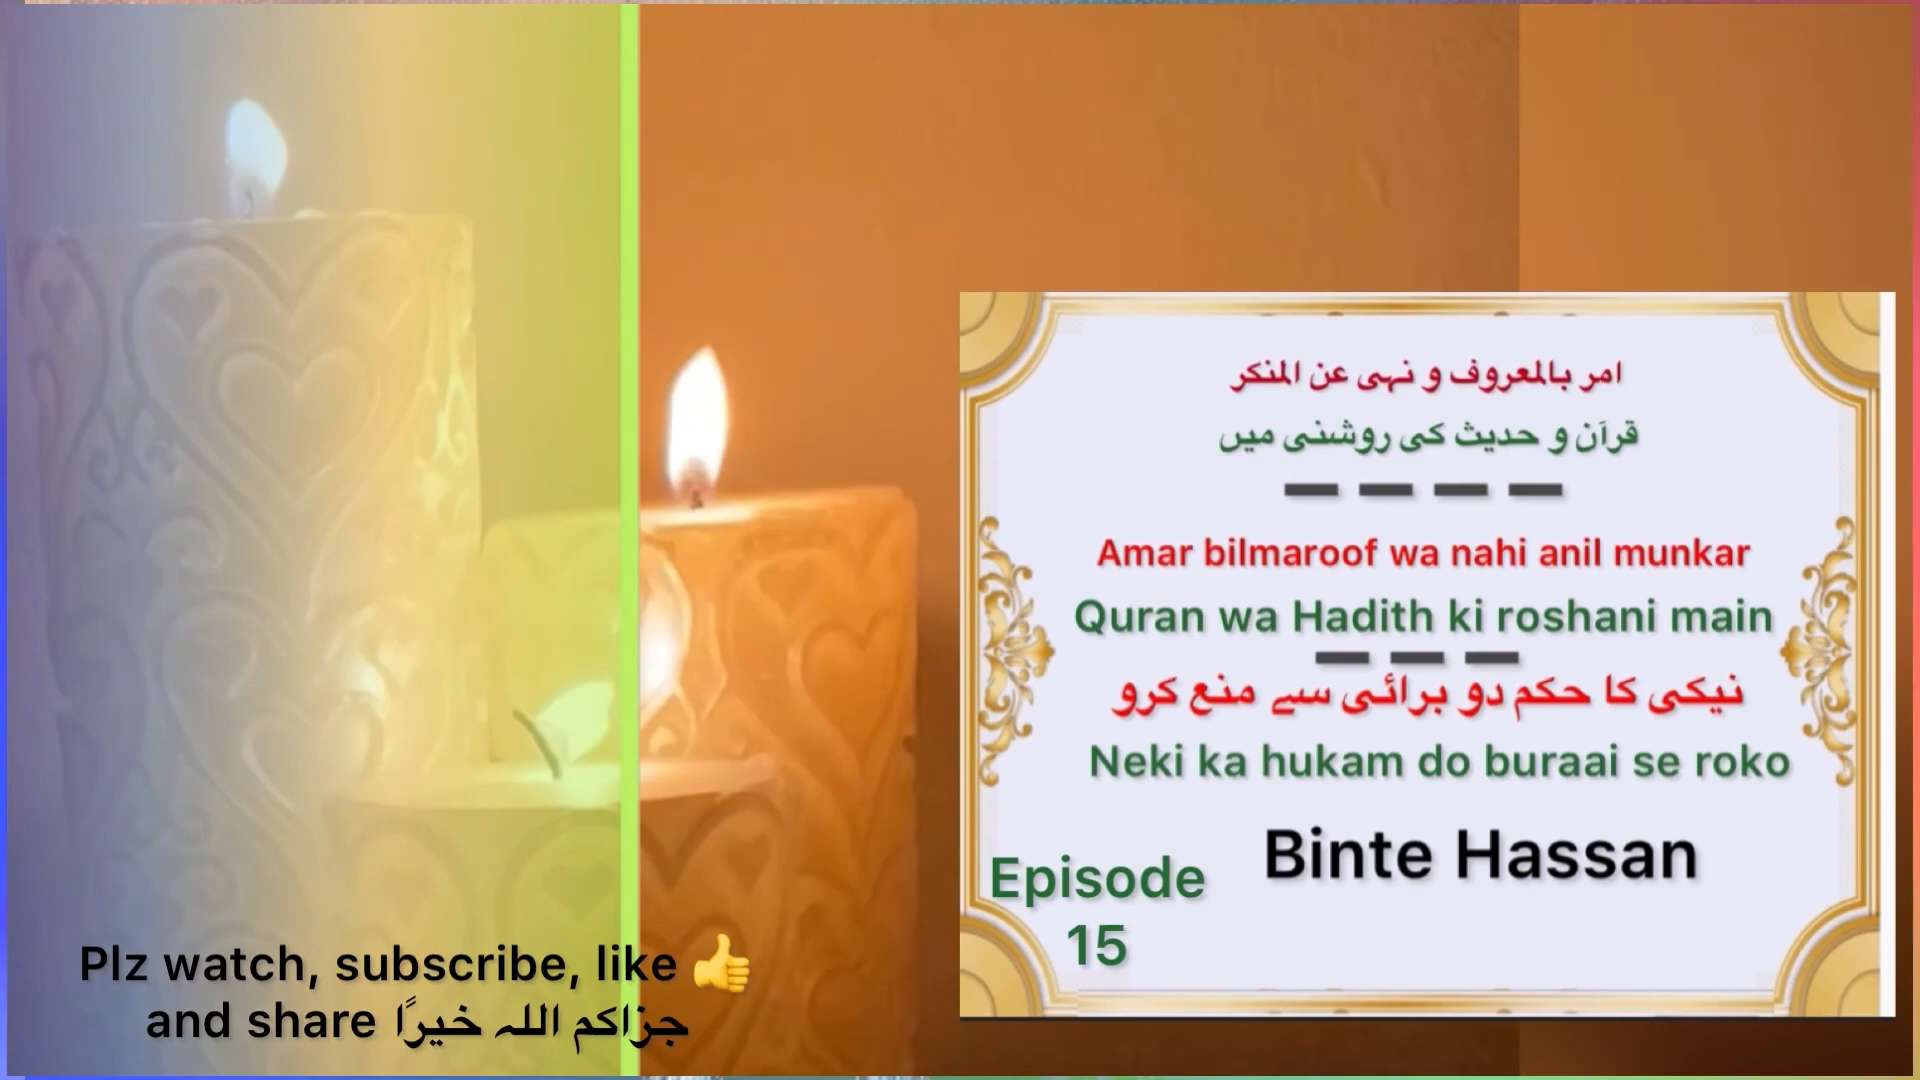 امر بالمعروف و نہی عن المنکر
قرآن و حدیث کی روشنی میں
Amar bilmaroof wa nahi anil munkar
Quran wa Hadith ki roshani main
نیکی کا حکم دو برائی سے منع کرو
Neki ka hukam do buraai se roko
Binte Hassan
Episode
15
Plz watch, subscribe, like 👍
and share جزاکم اللہ خیرًا